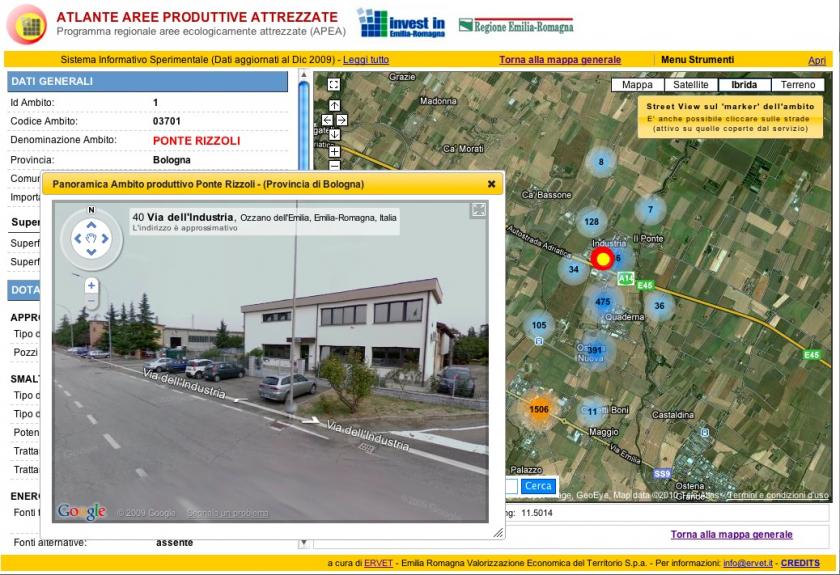 ATLANTE AREE PRODUTTIVE ATTREZZATE
Programma regionale aree ecologicamente attrezzate (APEA)
invest in
Emilia-Romagna
Regione Emilia-Romagna
Sistema Informativo Sperimentale (Dati aggiornati al Dic 2009) - Leggi tutto
Torna alla mappa generale
Menu Strumenti
Apri
DATI GENERALI
Id Ambito: 1
Codice Ambito: 03701
Denominazione Ambito: PONTE RIZZOLI
Provincia: Bologna
Comu
Importa
Super
Superf
Superf
DOTA
APPRO
Tipo d
Pozzi
SMALT
Tipo d
Tipo d
Poten
Tratta
Tratta
ENERG
Fonti f
Fonti alternative: assente
Panoramica Ambito produttivo Ponte Rizzoli - (Provincia di Bologna)
N
40 Via dell'Industria, Ozzano dell'Emilia, Emilia-Romagna, Italia
L'indirizzo è approssimativo
Via dell'Industria
Via dell'Industria
Google
© 2009 Google
Segnala un problema
Mappa
Satellite
Ibrida
Terreno
Street View sul 'marker' dell'ambito
E' anche possibile cliccare sulle strade
(attivo su quelle coperte dal servizio)
Grazie
Madonna
Ca' Morati
8
Ca' Bassone
7
128
Il Ponte
Autostrada Adriatica
Industria
6
34
A14
E45
475
36
Quaderna
105
391
Nuova
E45
1506
11
Boni
Castaldina
Maggio
Via Emilia
Palazzo
SS9
Osteria
Grande
Cerca
age, GeoEye, Map data ©2010 Tele Atlas - Termini e condizioni d'uso
ng: 11.5014
Torna alla mappa generale
a cura di ERVET - Emilia Romagna Valorizzazione Economica del Territorio S.p.a. - Per informazioni: info@ervet.it - CREDITS